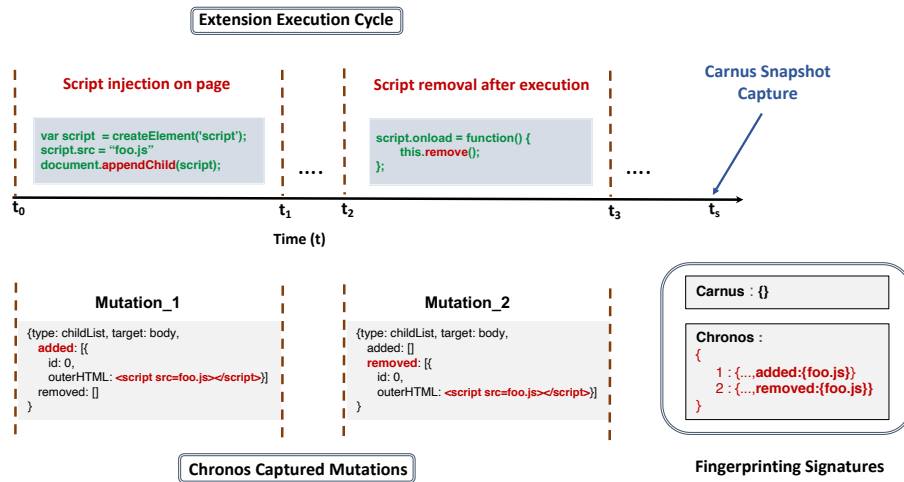 Extension Execution Cycle
Script injection on page
Script removal after execution
Carnus Snapshot
Capture
var script  = createElement(‘script’);
script.src = “foo.js”
document.appendChild(script);
....
script.onload = function() {
this.remove();
};
....
t0
t1
t2
t3
ts
Time (t)
Mutation_1
{type: childList, target: body,
added: [{
id: 0,
outerHTML: <script src=foo.js></script>}]
removed: []
}
Mutation_2
{type: childList, target: body,
added: []
removed: [{
id: 0,
outerHTML: <script src=foo.js></script>}]
}
Carnus : {}
Chronos :
{
1 : {...,added:{foo.js}}
2 : {...,removed:{foo.js}}
}
Chronos Captured Mutations
Fingerprinting Signatures